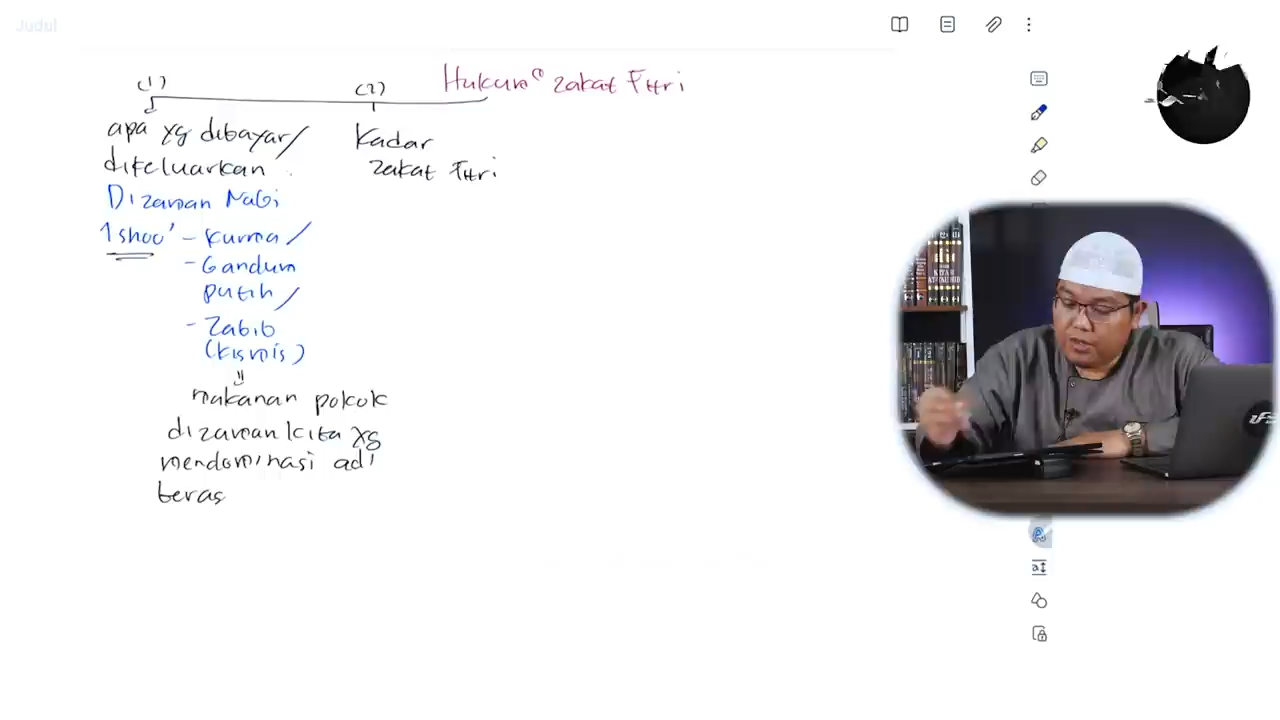 Judul
Hukum² zakat Fitri
(1)
apa yg dibayar/
dikeluarkan
Dizaman Nabi
1 shoo' - kurma/
- Gandum
putih/
- Zabib
(kismis)
makanan pokok
dizaman kita yg
mendominasi adl
beras
(2)
Kadar
zakat Fitri